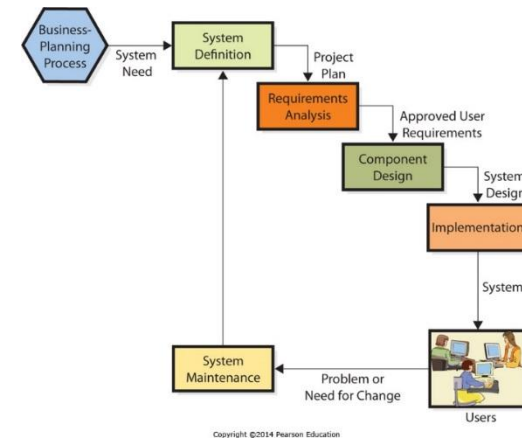 Business-
Planning
Process
System
Need
System
Definition
Project
Plan
Requirements
Analysis
Approved User
Requirements
Component
Design
System
Design
Implementation
System
Users
Problem or
Need for Change
System
Maintenance
Copyright ©2014 Pearson Education